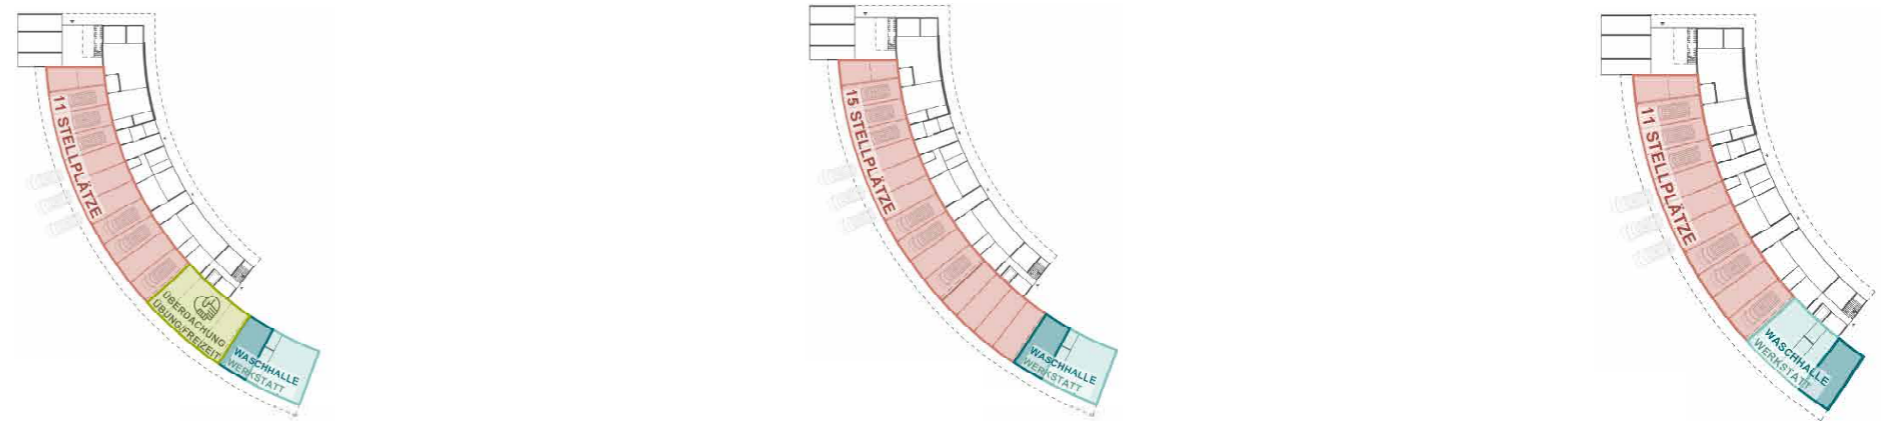 11 STELLPLÄTZE
ÜBERDACHUNG
ÜBUNG/FREIZEIT
WASCHHALLE
WERKSTATT
15 STELLPLÄTZE
WASCHHALLE
WERKSTATT
11 STELLPLÄTZE
WASCHHALLE
WERKSTATT